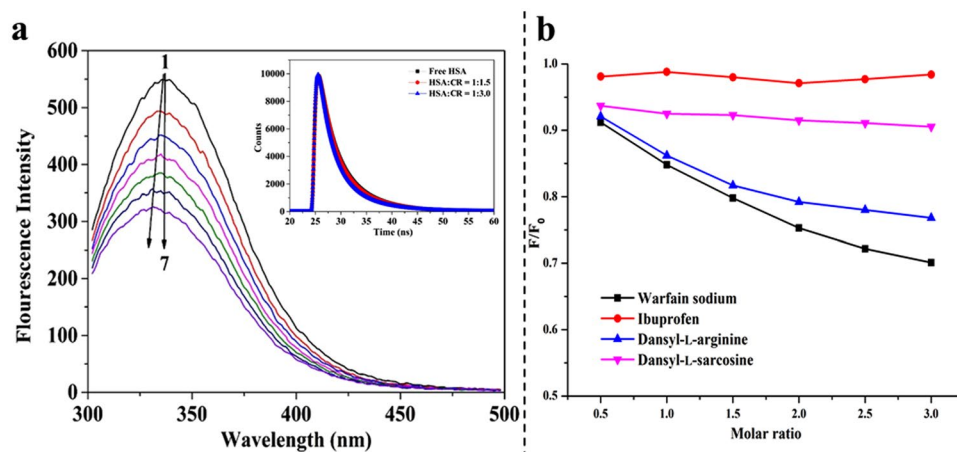 a
Flourescence Intensity
600
500
400
300
200
100
0
1
7
300
350
400
450
500
Wavelength (nm)
Counts
10000
8000
6000
4000
2000
0
Free HSA
HSA:CR = 1:1.5
HSA:CR = 1:3.0
20
25
30
35
40
45
50
55
60
Time (ns)
b
F/F0
1.0
0.9
0.8
0.7
0.6
0.5
Warfain sodium
Ibuprofen
Dansyl-L-arginine
Dansyl-L-sarcosine
0.5
1.0
1.5
2.0
2.5
3.0
Molar ratio